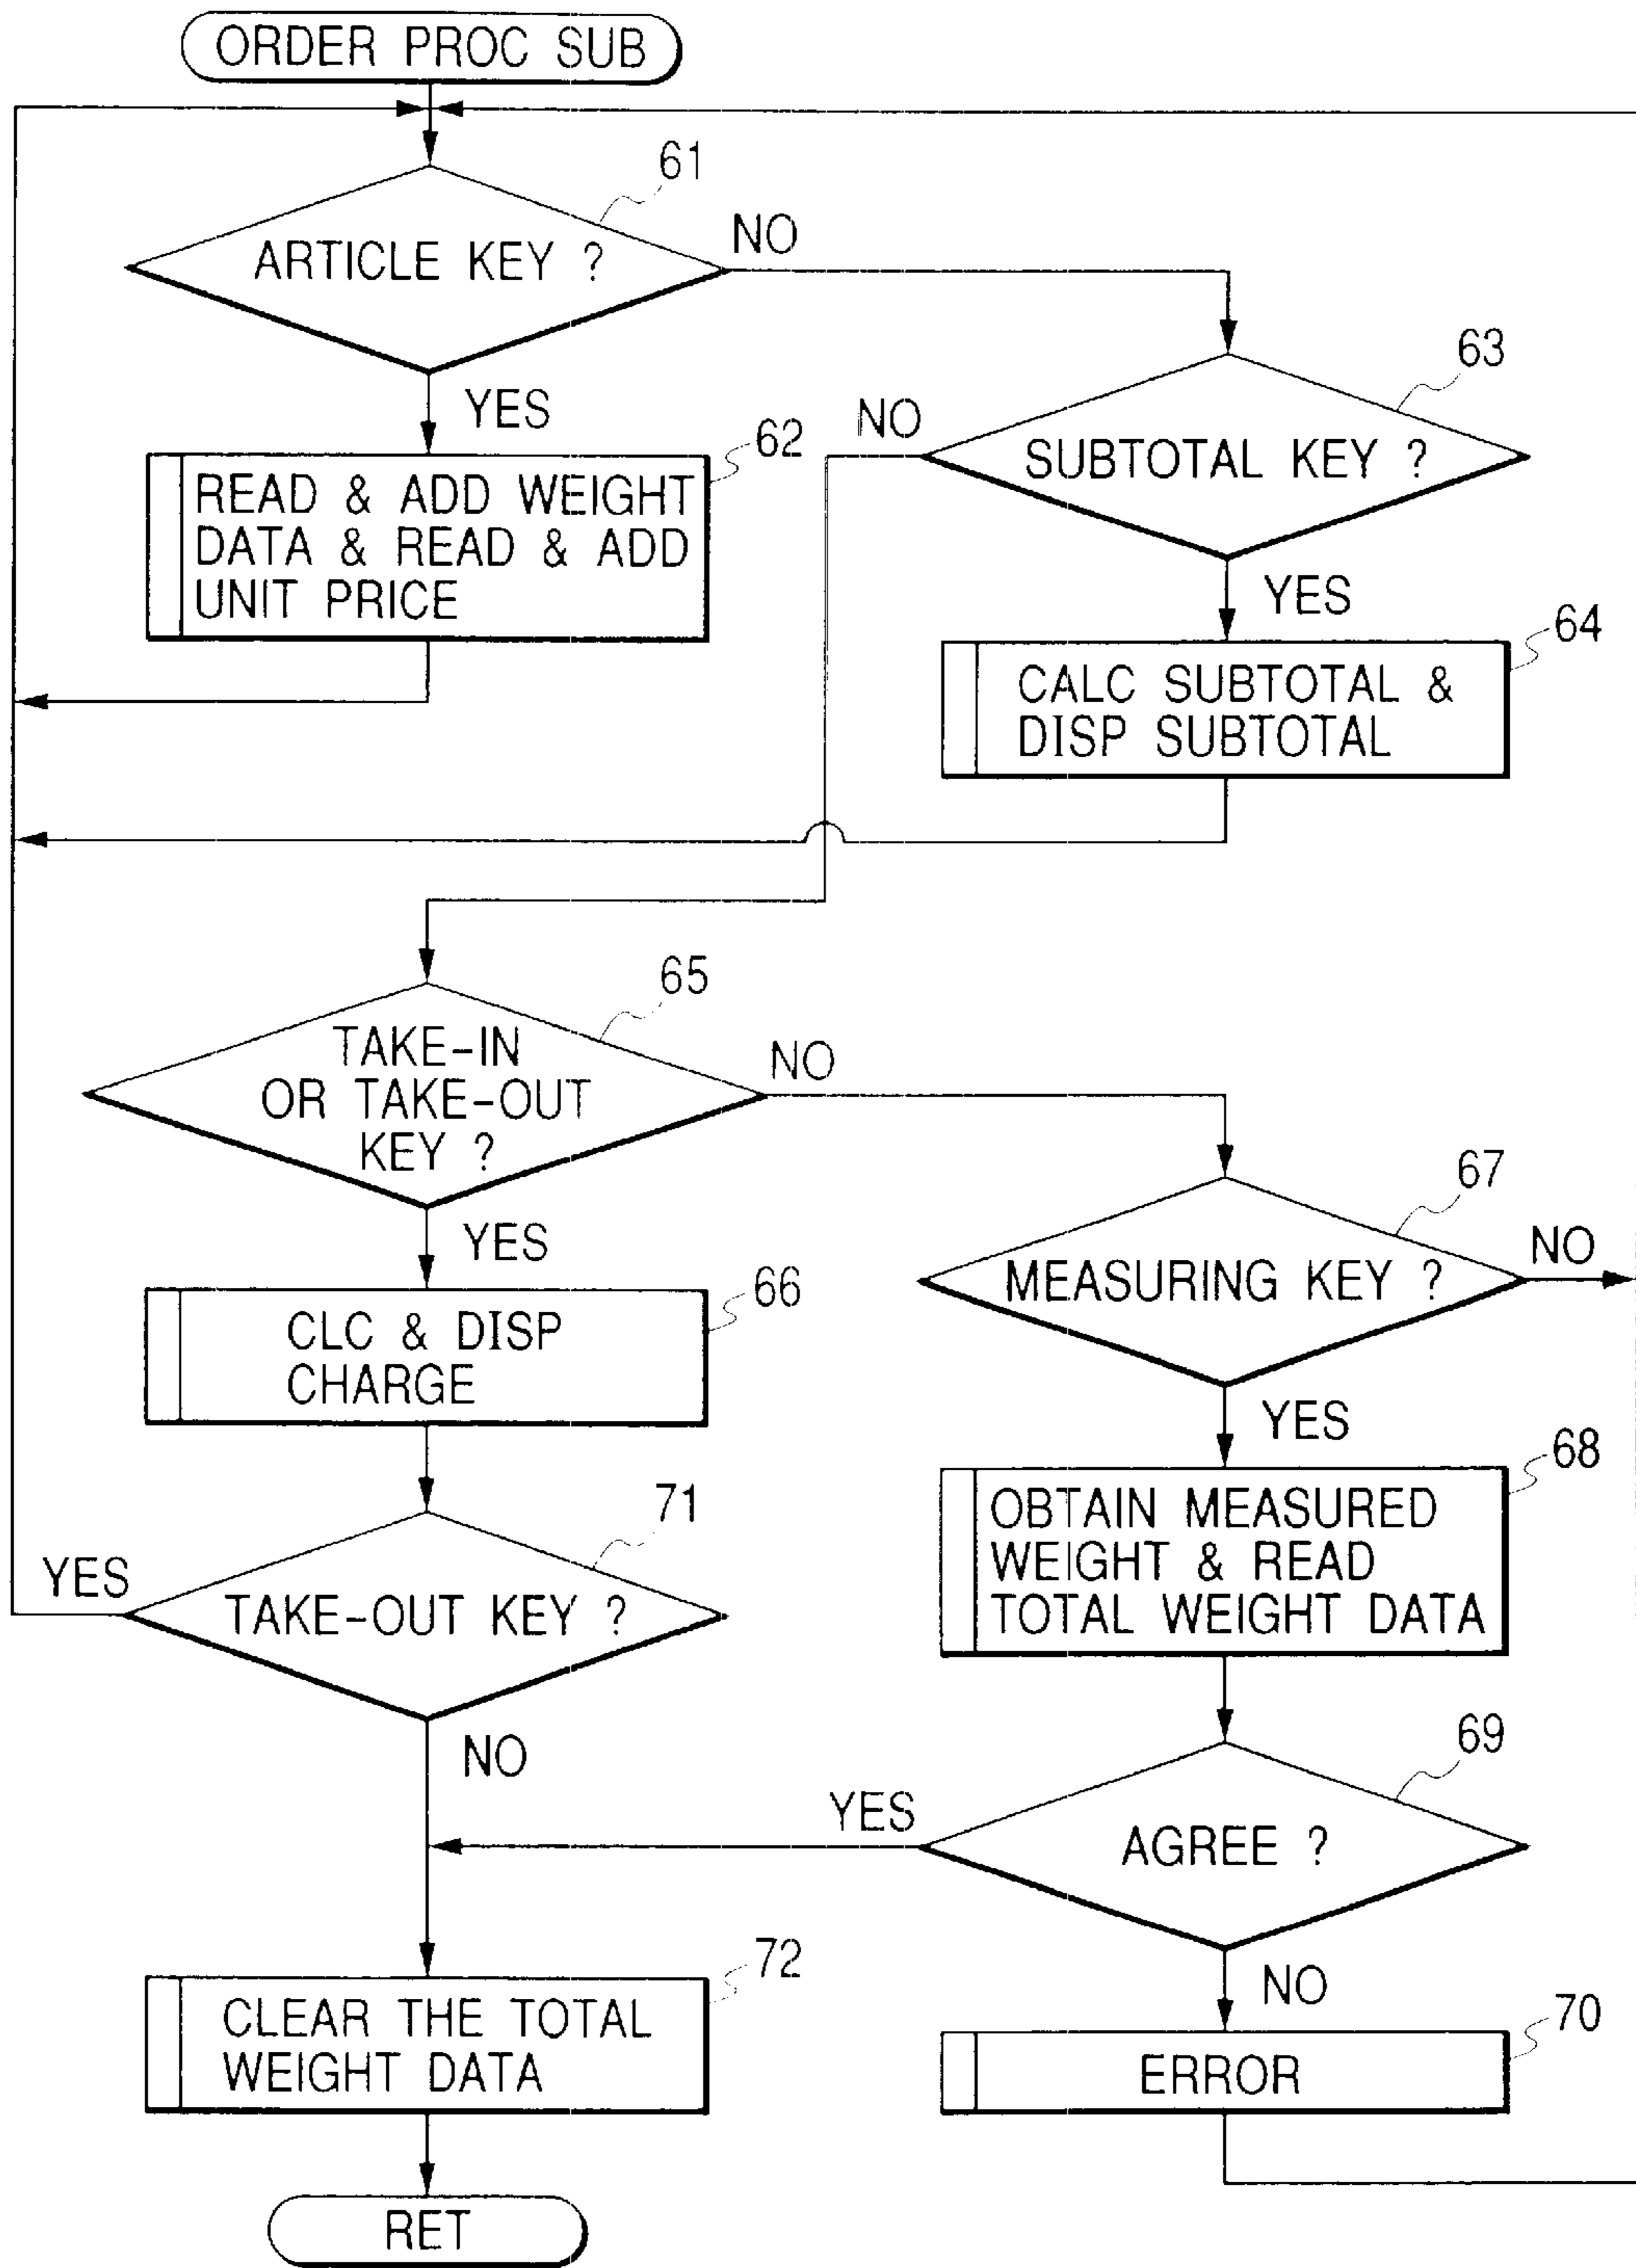 ORDER PROC SUB
61
ARTICLE KEY ?
NO
YES
62
READ & ADD WEIGHT
DATA & READ & ADD
UNIT PRICE
63
SUBTOTAL KEY ?
NO
YES
64
CALC SUBTOTAL &
DISP SUBTOTAL
65
TAKE-IN
OR TAKE-OUT
KEY ?
NO
YES
66
CLC & DISP
CHARGE
67
MEASURING KEY ?
NO
YES
68
OBTAIN MEASURED
WEIGHT & READ
TOTAL WEIGHT DATA
71
YES
TAKE-OUT KEY ?
NO
69
YES
AGREE ?
NO
70
ERROR
72
CLEAR THE TOTAL
WEIGHT DATA
RET